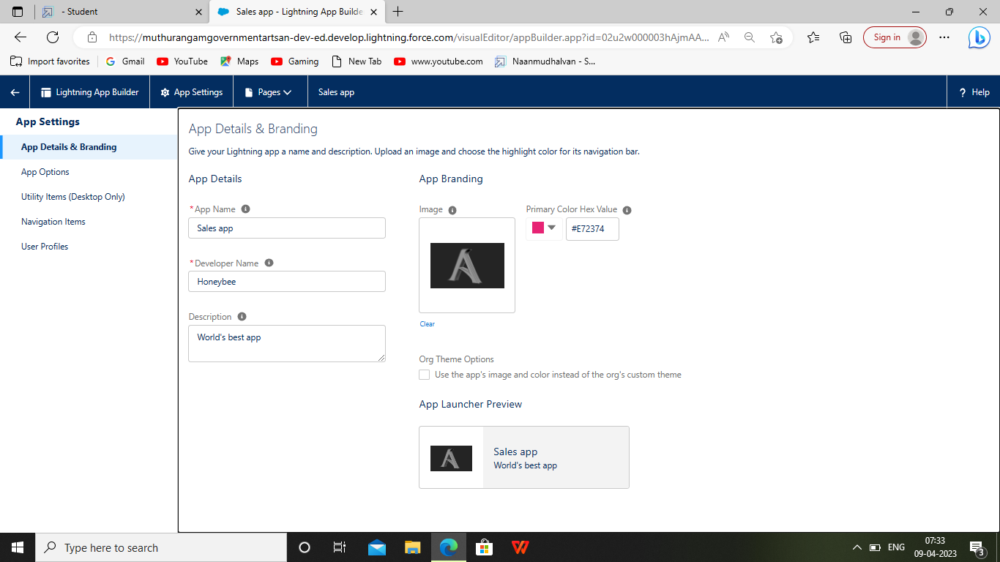 - Student
Sales app - Lightning App Builde
https://muthurangamgovernmentartsan-dev-ed.develop.lightning.force.com/visualEditor/appBuilder.app?id=02u2w000003hAjmAA...
Sign in
Import favorites
Gmail
YouTube
Maps
Gaming
New Tab
www.youtube.com
Naanmudhalvan - S...
Lightning App Builder
App Settings
Pages
Sales app
? Help
App Settings
App Details & Branding
App Options
Utility Items (Desktop Only)
Navigation Items
User Profiles
App Details & Branding
Give your Lightning app a name and description. Upload an image and choose the highlight color for its navigation bar.
App Details
*App Name
Sales app
*Developer Name
Honeybee
Description
World's best app
App Branding
Image
A
Clear
Primary Color Hex Value
#E72374
Org Theme Options
Use the app's image and color instead of the org's custom theme
App Launcher Preview
A
Sales app
World's best app
Type here to search
ENG
07:33
09-04-2023
3